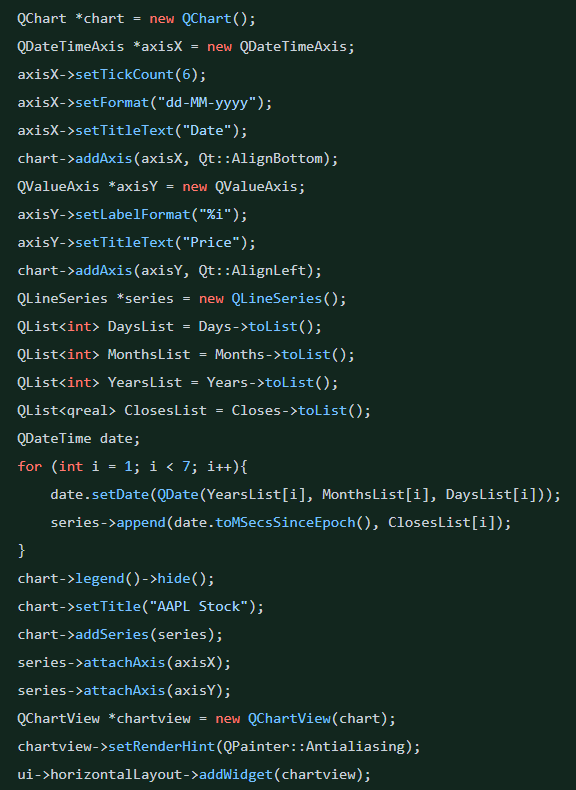 QChart *chart = new QChart();
QDateTimeAxis *axisX = new QDateTimeAxis;
axisX->setTickCount(6);
axisX->setFormat("dd-MM-yyyy");
axisX->setTitleText("Date");
chart->addAxis(axisX, Qt::AlignBottom);
QValueAxis *axisY = new QValueAxis;
axisY->setLabelFormat("%i");
axisY->setTitleText("Price");
chart->addAxis(axisY, Qt::AlignLeft);
QLineSeries *series = new QLineSeries();
QList<int> DaysList = Days->toList();
QList<int> MonthsList = Months->toList();
QList<int> YearsList = Years->toList();
QList<qreal> ClosesList = Closes->toList();
QDateTime date;
for (int i = 1; i < 7; i++){
    date.setDate(QDate(YearsList[i], MonthsList[i], DaysList[i]));
    series->append(date.toMSecsSinceEpoch(), ClosesList[i]);
}
chart->legend()->hide();
chart->setTitle("AAPL Stock");
chart->addSeries(series);
series->attachAxis(axisX);
series->attachAxis(axisY);
QChartView *chartview = new QChartView(chart);
chartview->setRenderHint(QPainter::Antialiasing);
ui->horizontalLayout->addWidget(chartview);